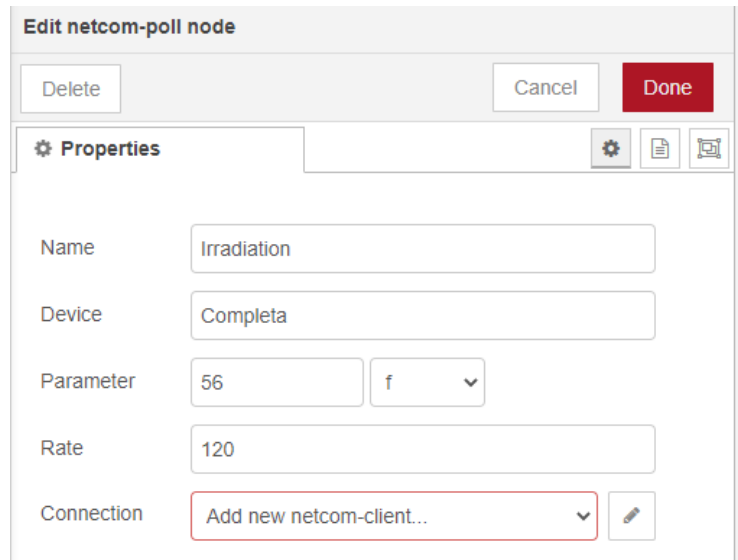 Edit netcom-poll node
Delete Cancel Done
Properties
Name Irradiation
Device Completa
Parameter 56 f
Rate 120
Connection Add new netcom-client...